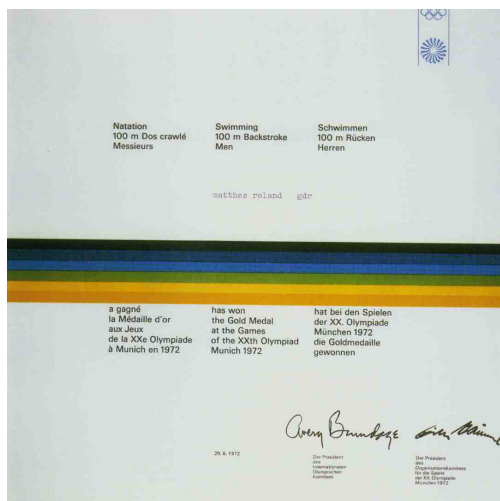 Natation
100 m Dos crawlé
Messieurs
Swimming
100 m Backstroke
Men
Schwimmen
100 m Rücken
Herren
matthes roland gdr
a gagné
la Médaille d'or
aux Jeux
de la XXe Olympiade
à Munich en 1972
has won
the Gold Medal
at the Games
of the XXth Olympiad
Munich 1972
hat bei den Spielen
der XX. Olympiade
München 1972
die Goldmedaille
gewonnen
Avery Brundage
29. 8. 1972
Der Präsident
des
Internationalen
Olympischen
Komitees
Der Präsident
des
Organisationskomitees
für die Spiele
der XX. Olympiade
München 1972